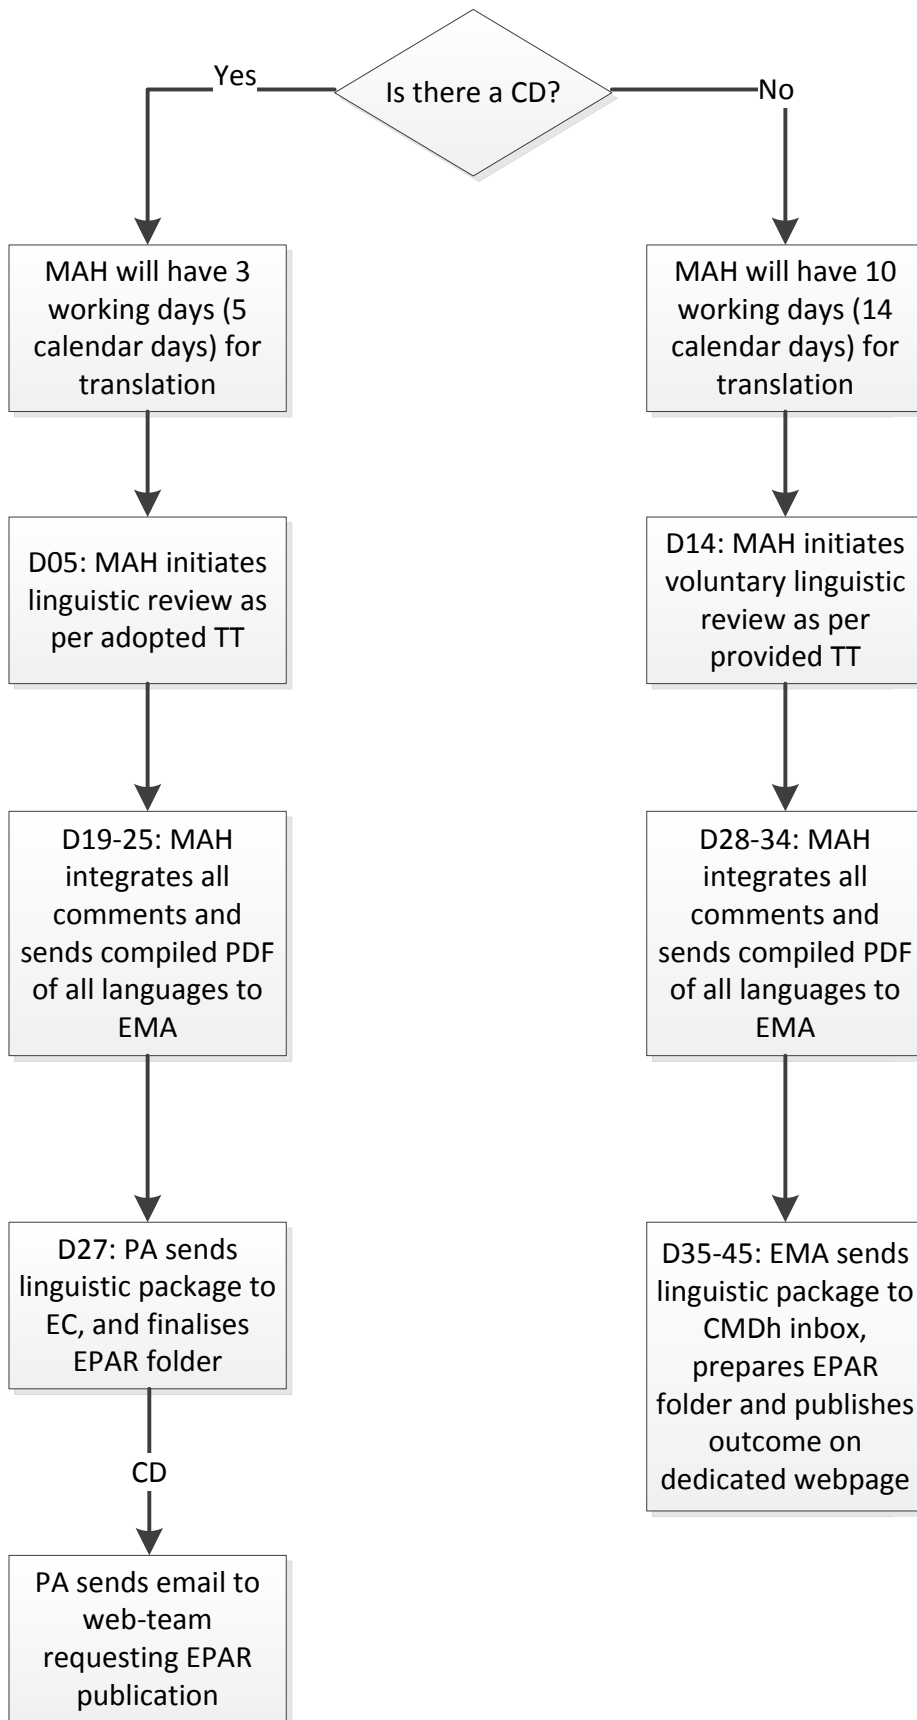 Is there a CD?
Yes
No
MAH will have 3
working days (5
calendar days) for
translation
MAH will have 10
working days (14
calendar days) for
translation
D05: MAH initiates
linguistic review as
per adopted TT
D14: MAH initiates
voluntary linguistic
review as per
provided TT
D19-25: MAH
integrates all
comments and
sends compiled PDF
of all languages to
EMA
D28-34: MAH
integrates all
comments and
sends compiled PDF
of all languages to
EMA
D27: PA sends
linguistic package to
EC, and finalises
EPAR folder
D35-45: EMA sends
linguistic package to
CMDh inbox,
prepares EPAR
folder and publishes
outcome on
dedicated webpage
CD
PA sends email to
web-team
requesting EPAR
publication